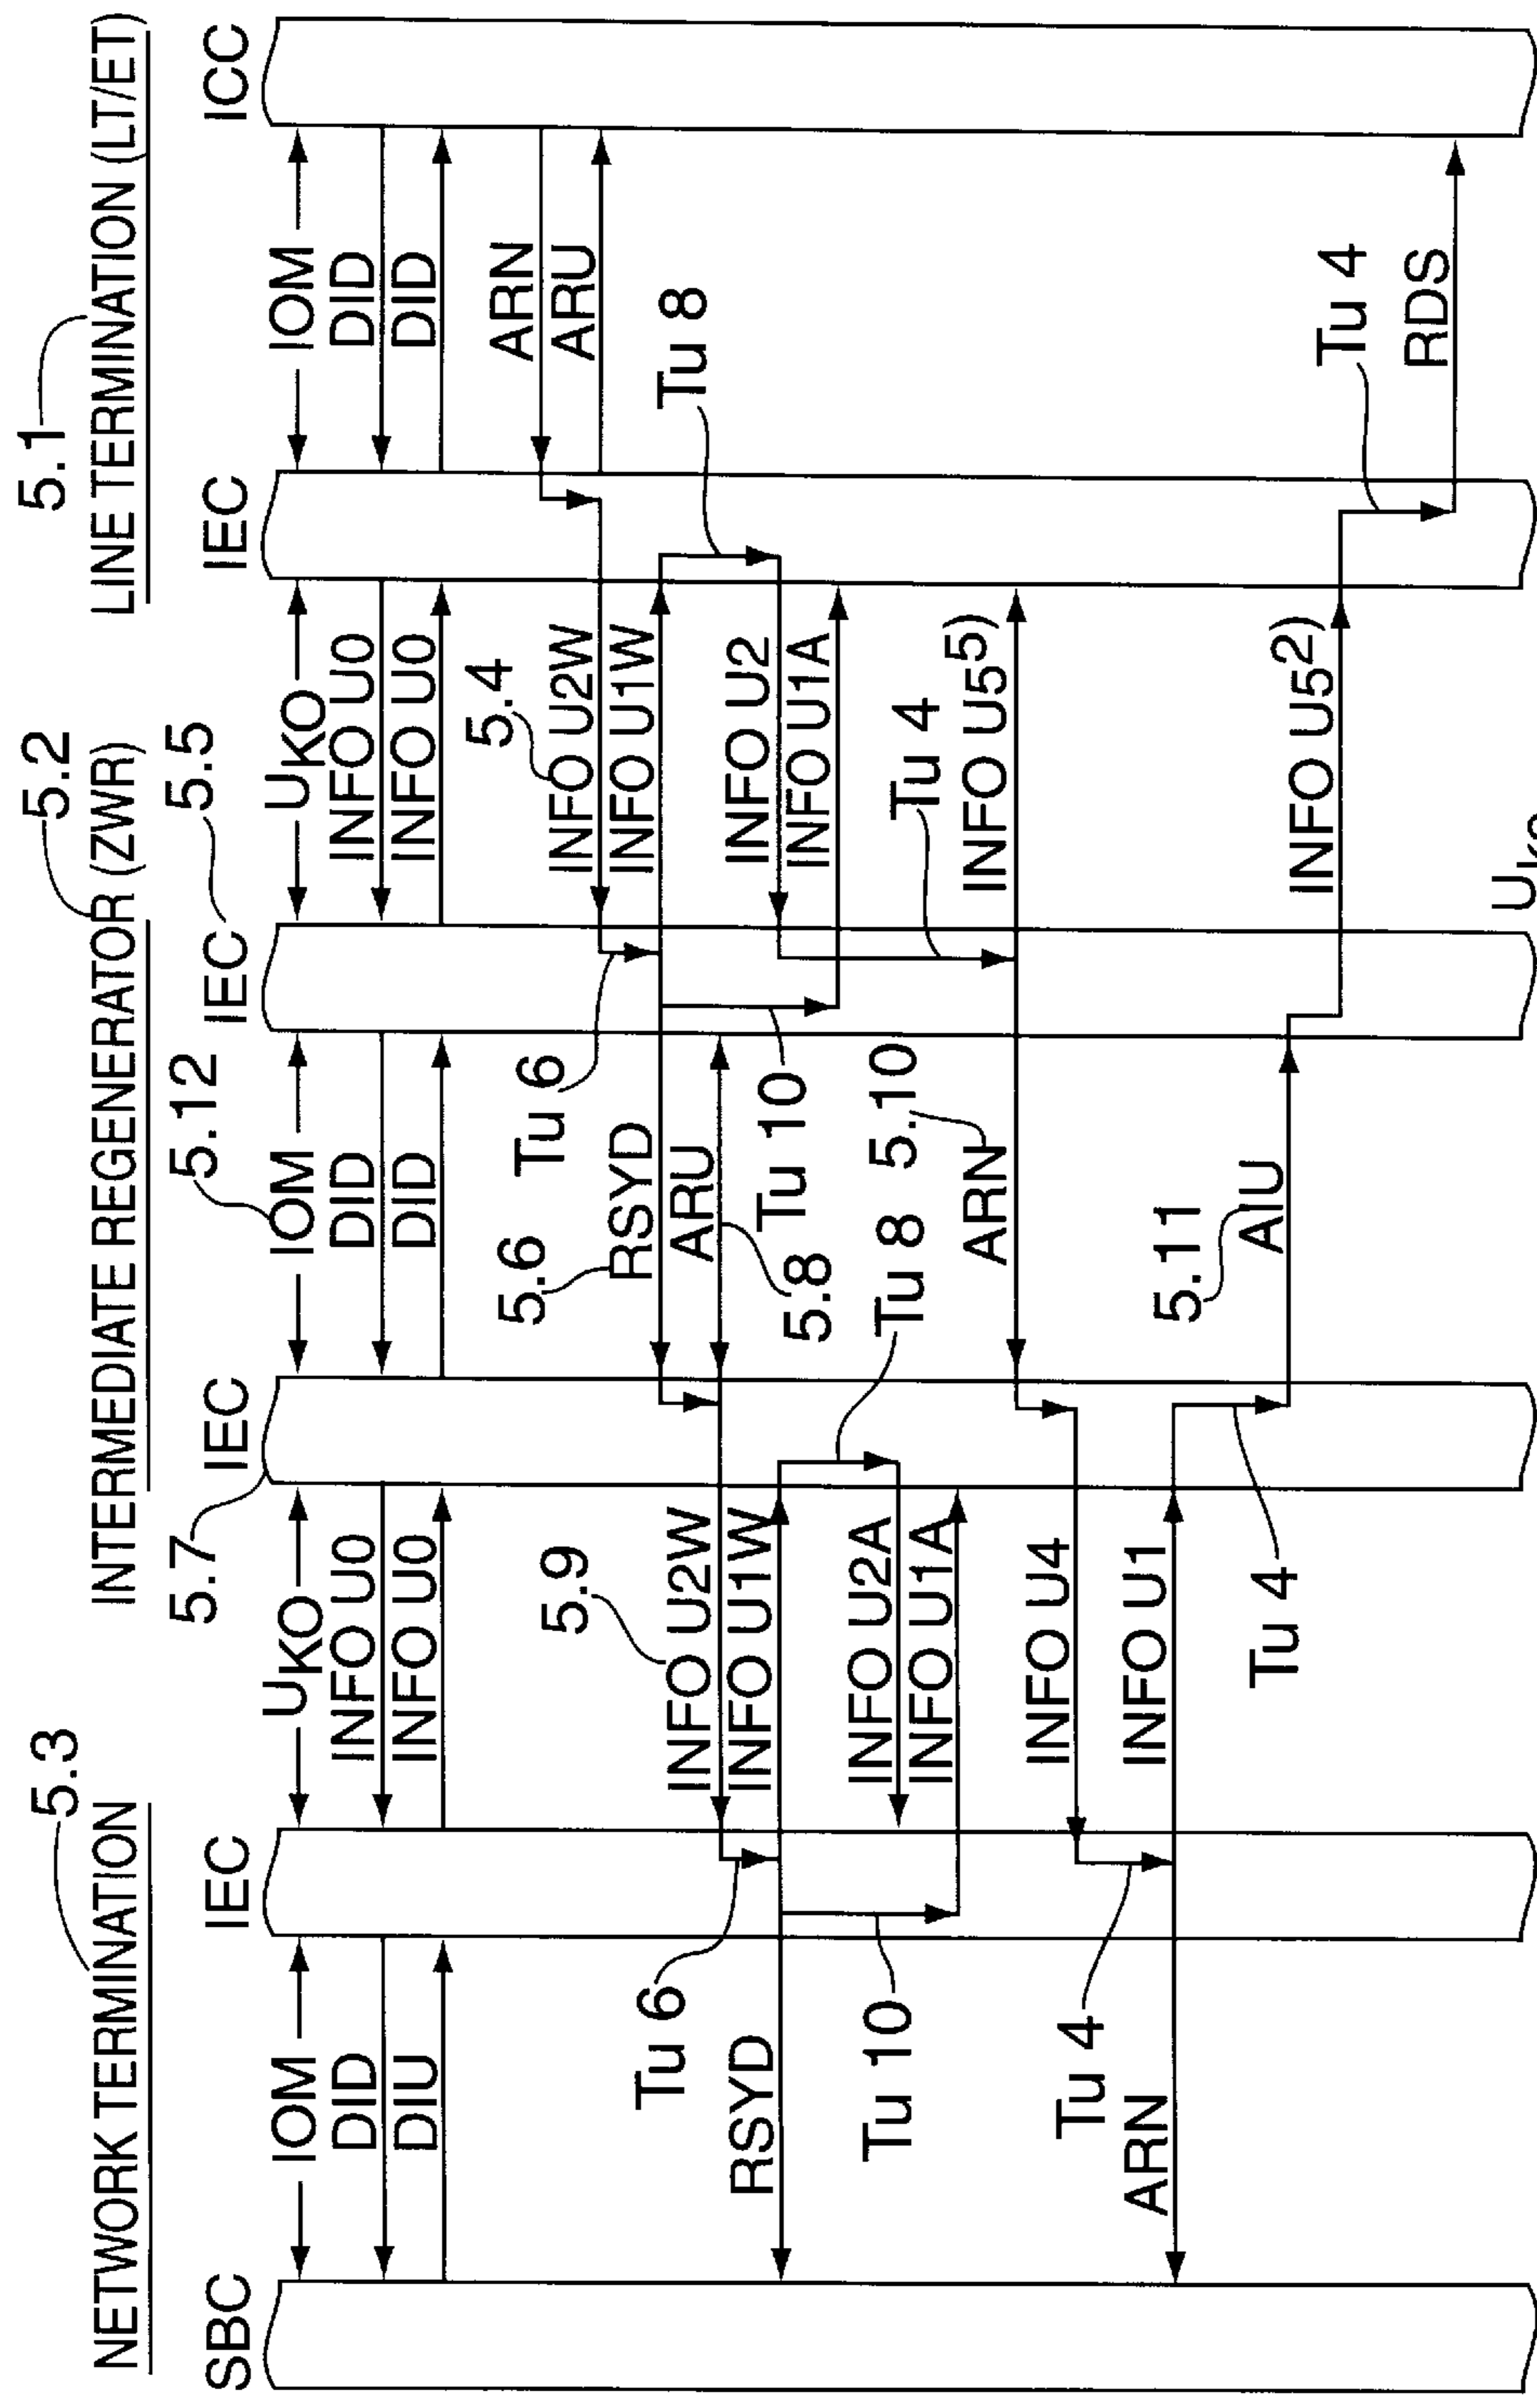 5.3
5.2
5.1
NETWORK TERMINATION
INTERMEDIATE REGENERATOR (ZWR)
LINE TERMINATION (LT/ET)
5.7
5.12
5.5
SBC
IEC
IEC
IEC
IEC
ICC
IOM
UKO
IOM
UKO
IOM
DID
INFO U0
DID
INFO U0
DID
DIU
INFO U0
DID
INFO U0
DID
5.4
ARN
5.6
Tu 6
5.9
INFO U2W
ARU
RSYD
INFO U1W
Tu 6
INFO U2W
ARU
Tu 8
RSYD
INFO U1W
5.8
Tu 10
INFO U2
INFO U1A
Tu 10
INFO U2A
Tu 8
5.10
Tu 4
INFO U1A
ARN
INFO U5 5)
INFO U4
Tu 4
ARN
INFO U1
5.11
Tu 4
AIU
INFO U5 2)
Tu 4
RDS